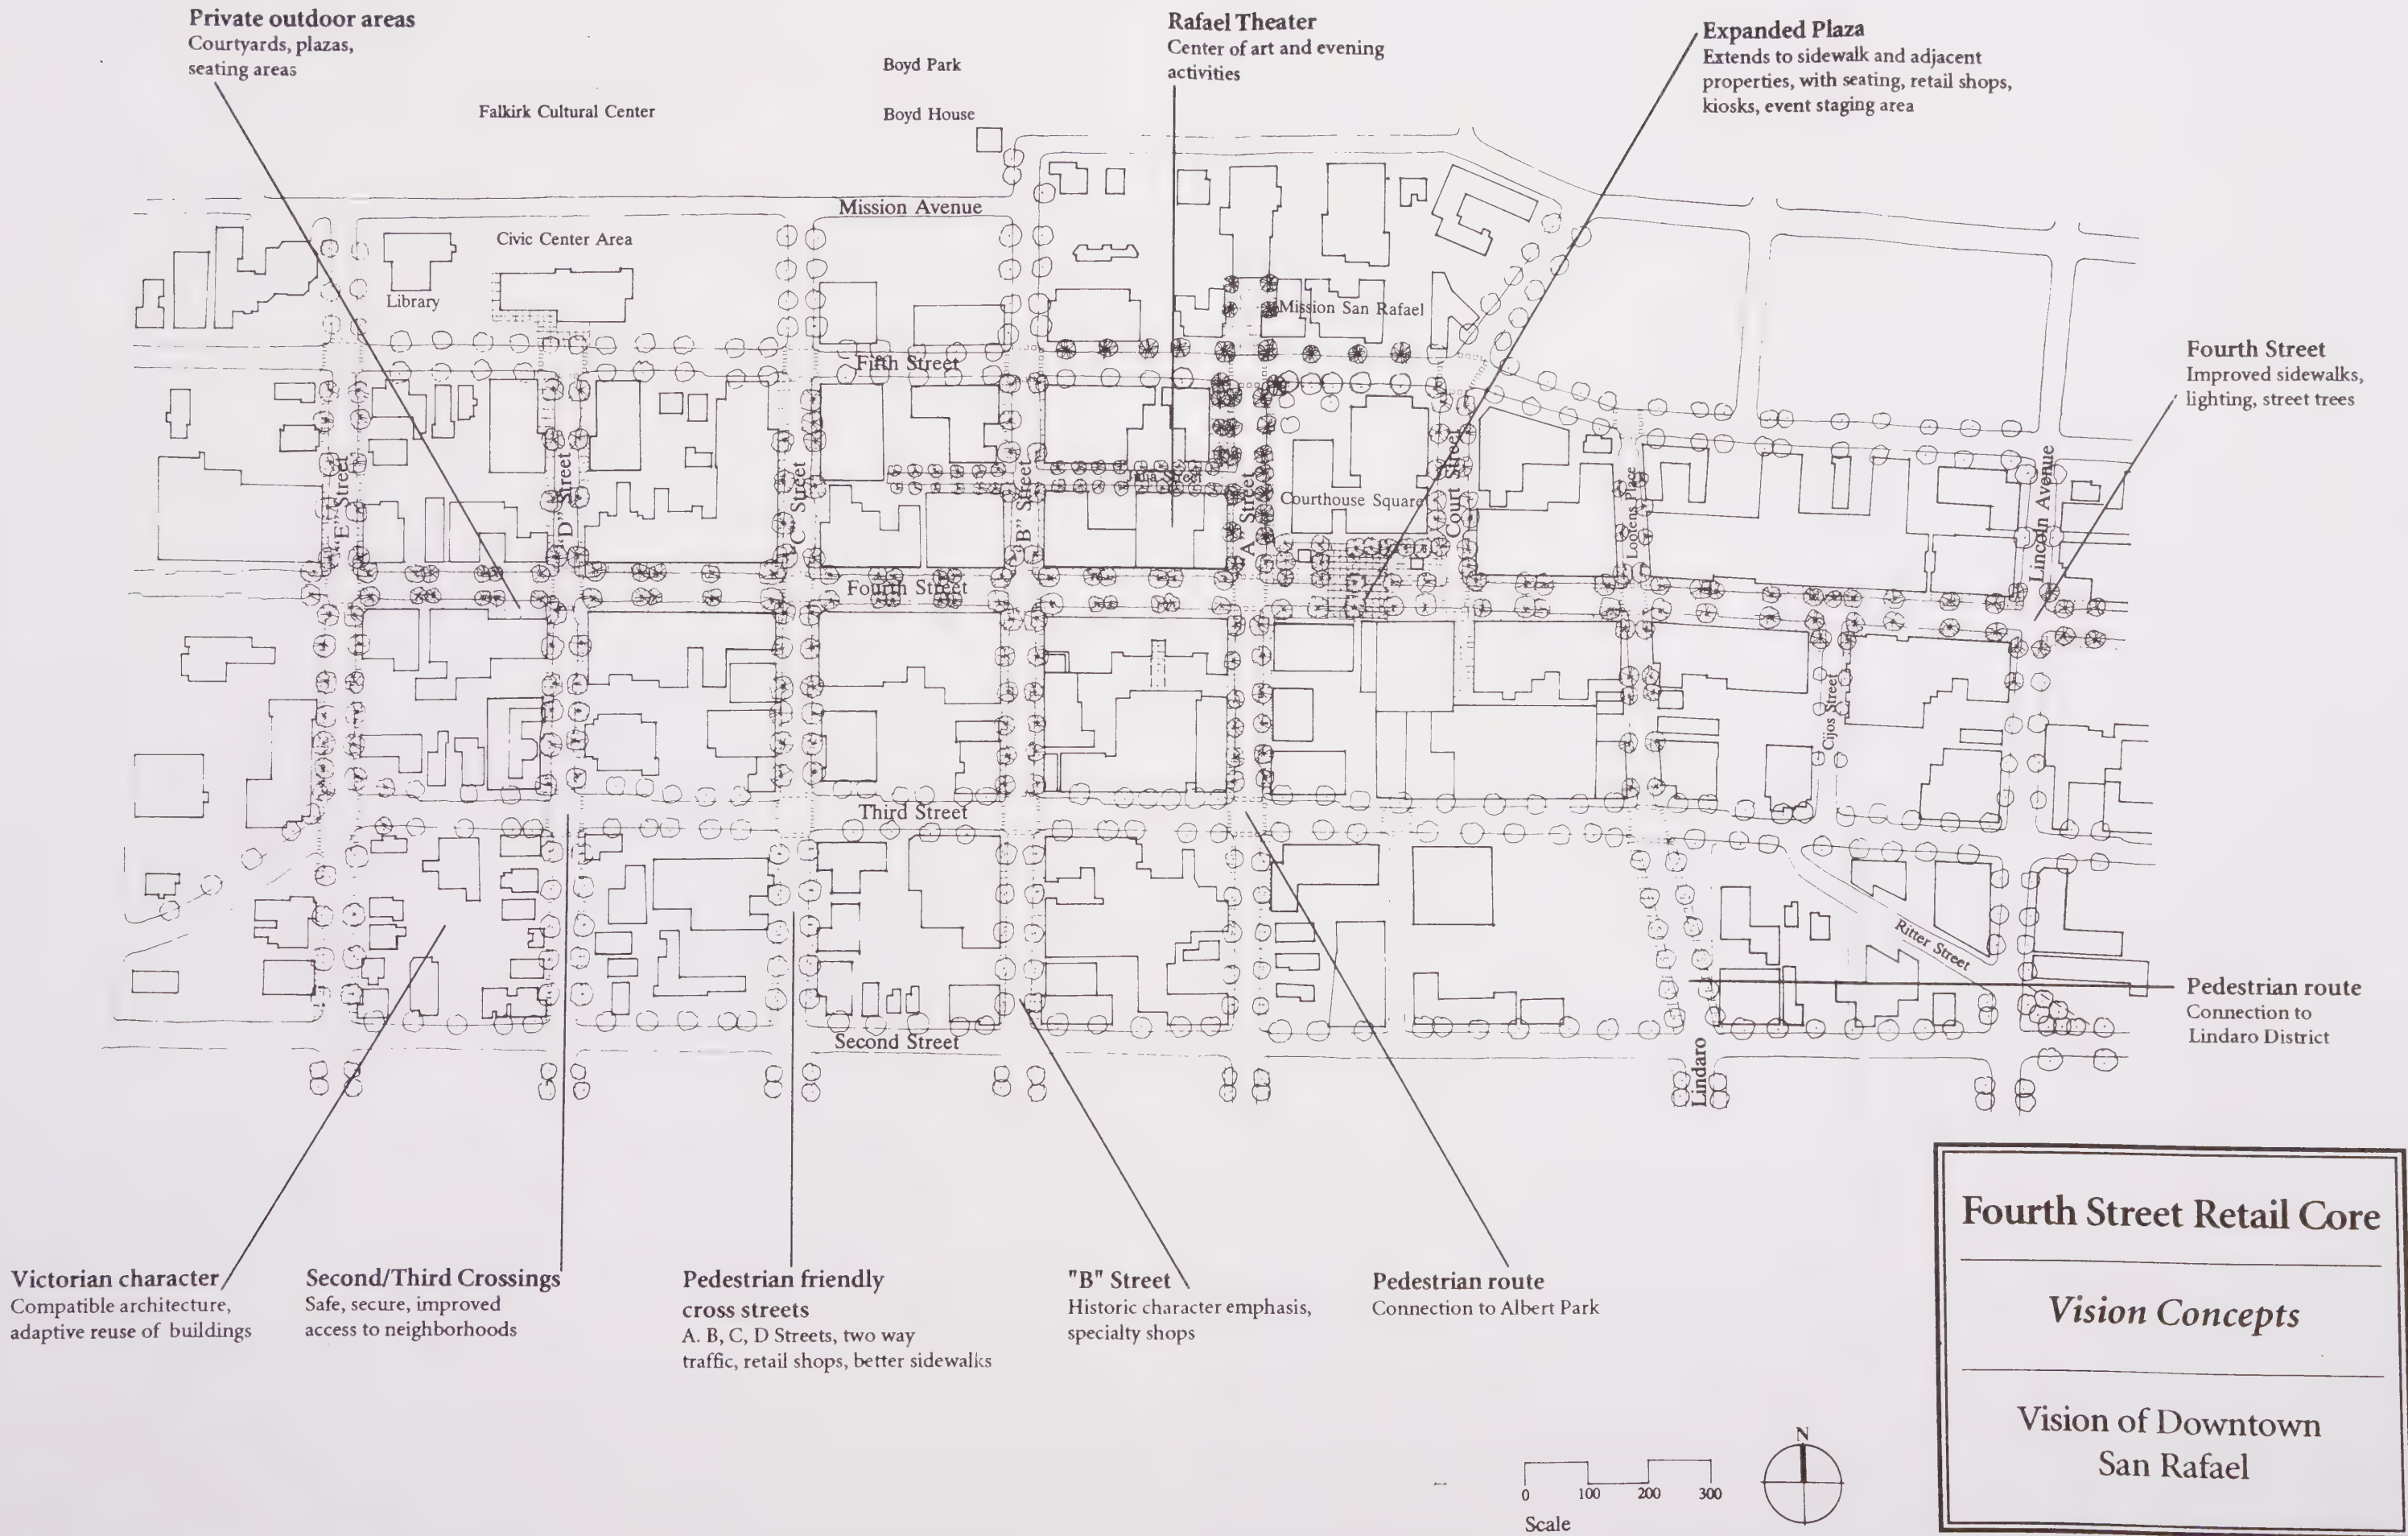 Private outdoor areas
Courtyards, plazas,
seating areas
Rafael Theater
Center of art and evening
activities
Expanded Plaza
Extends to sidewalk and adjacent
properties, with seating, retail shops,
kiosks, event staging area
Boyd Park
Falkirk Cultural Center
Boyd House
Mission Avenue
Civic Center Area
Library
Mission San Rafael
Fifth Street
Fourth Street
Improved sidewalks,
lighting, street trees
"E" Street
"D" Street
"C" Street
"B" Street
Street
"A" Street
Courthouse Square
Court Street
Lootens Place
Lincoln Avenue
Fourth Street
Cijos Street
Third Street
Ritter Street
Pedestrian route
Connection to
Lindaro District
Second Street
Lindaro
Victorian character
Compatible architecture,
adaptive reuse of buildings
Second/Third Crossings
Safe, secure, improved
access to neighborhoods
Pedestrian friendly
cross streets
A. B, C, D Streets, two way
traffic, retail shops, better sidewalks
"B" Street
Historic character emphasis,
specialty shops
Pedestrian route
Connection to Albert Park
Fourth Street Retail Core
Vision Concepts
Vision of Downtown
San Rafael
N
0 100 200 300
Scale